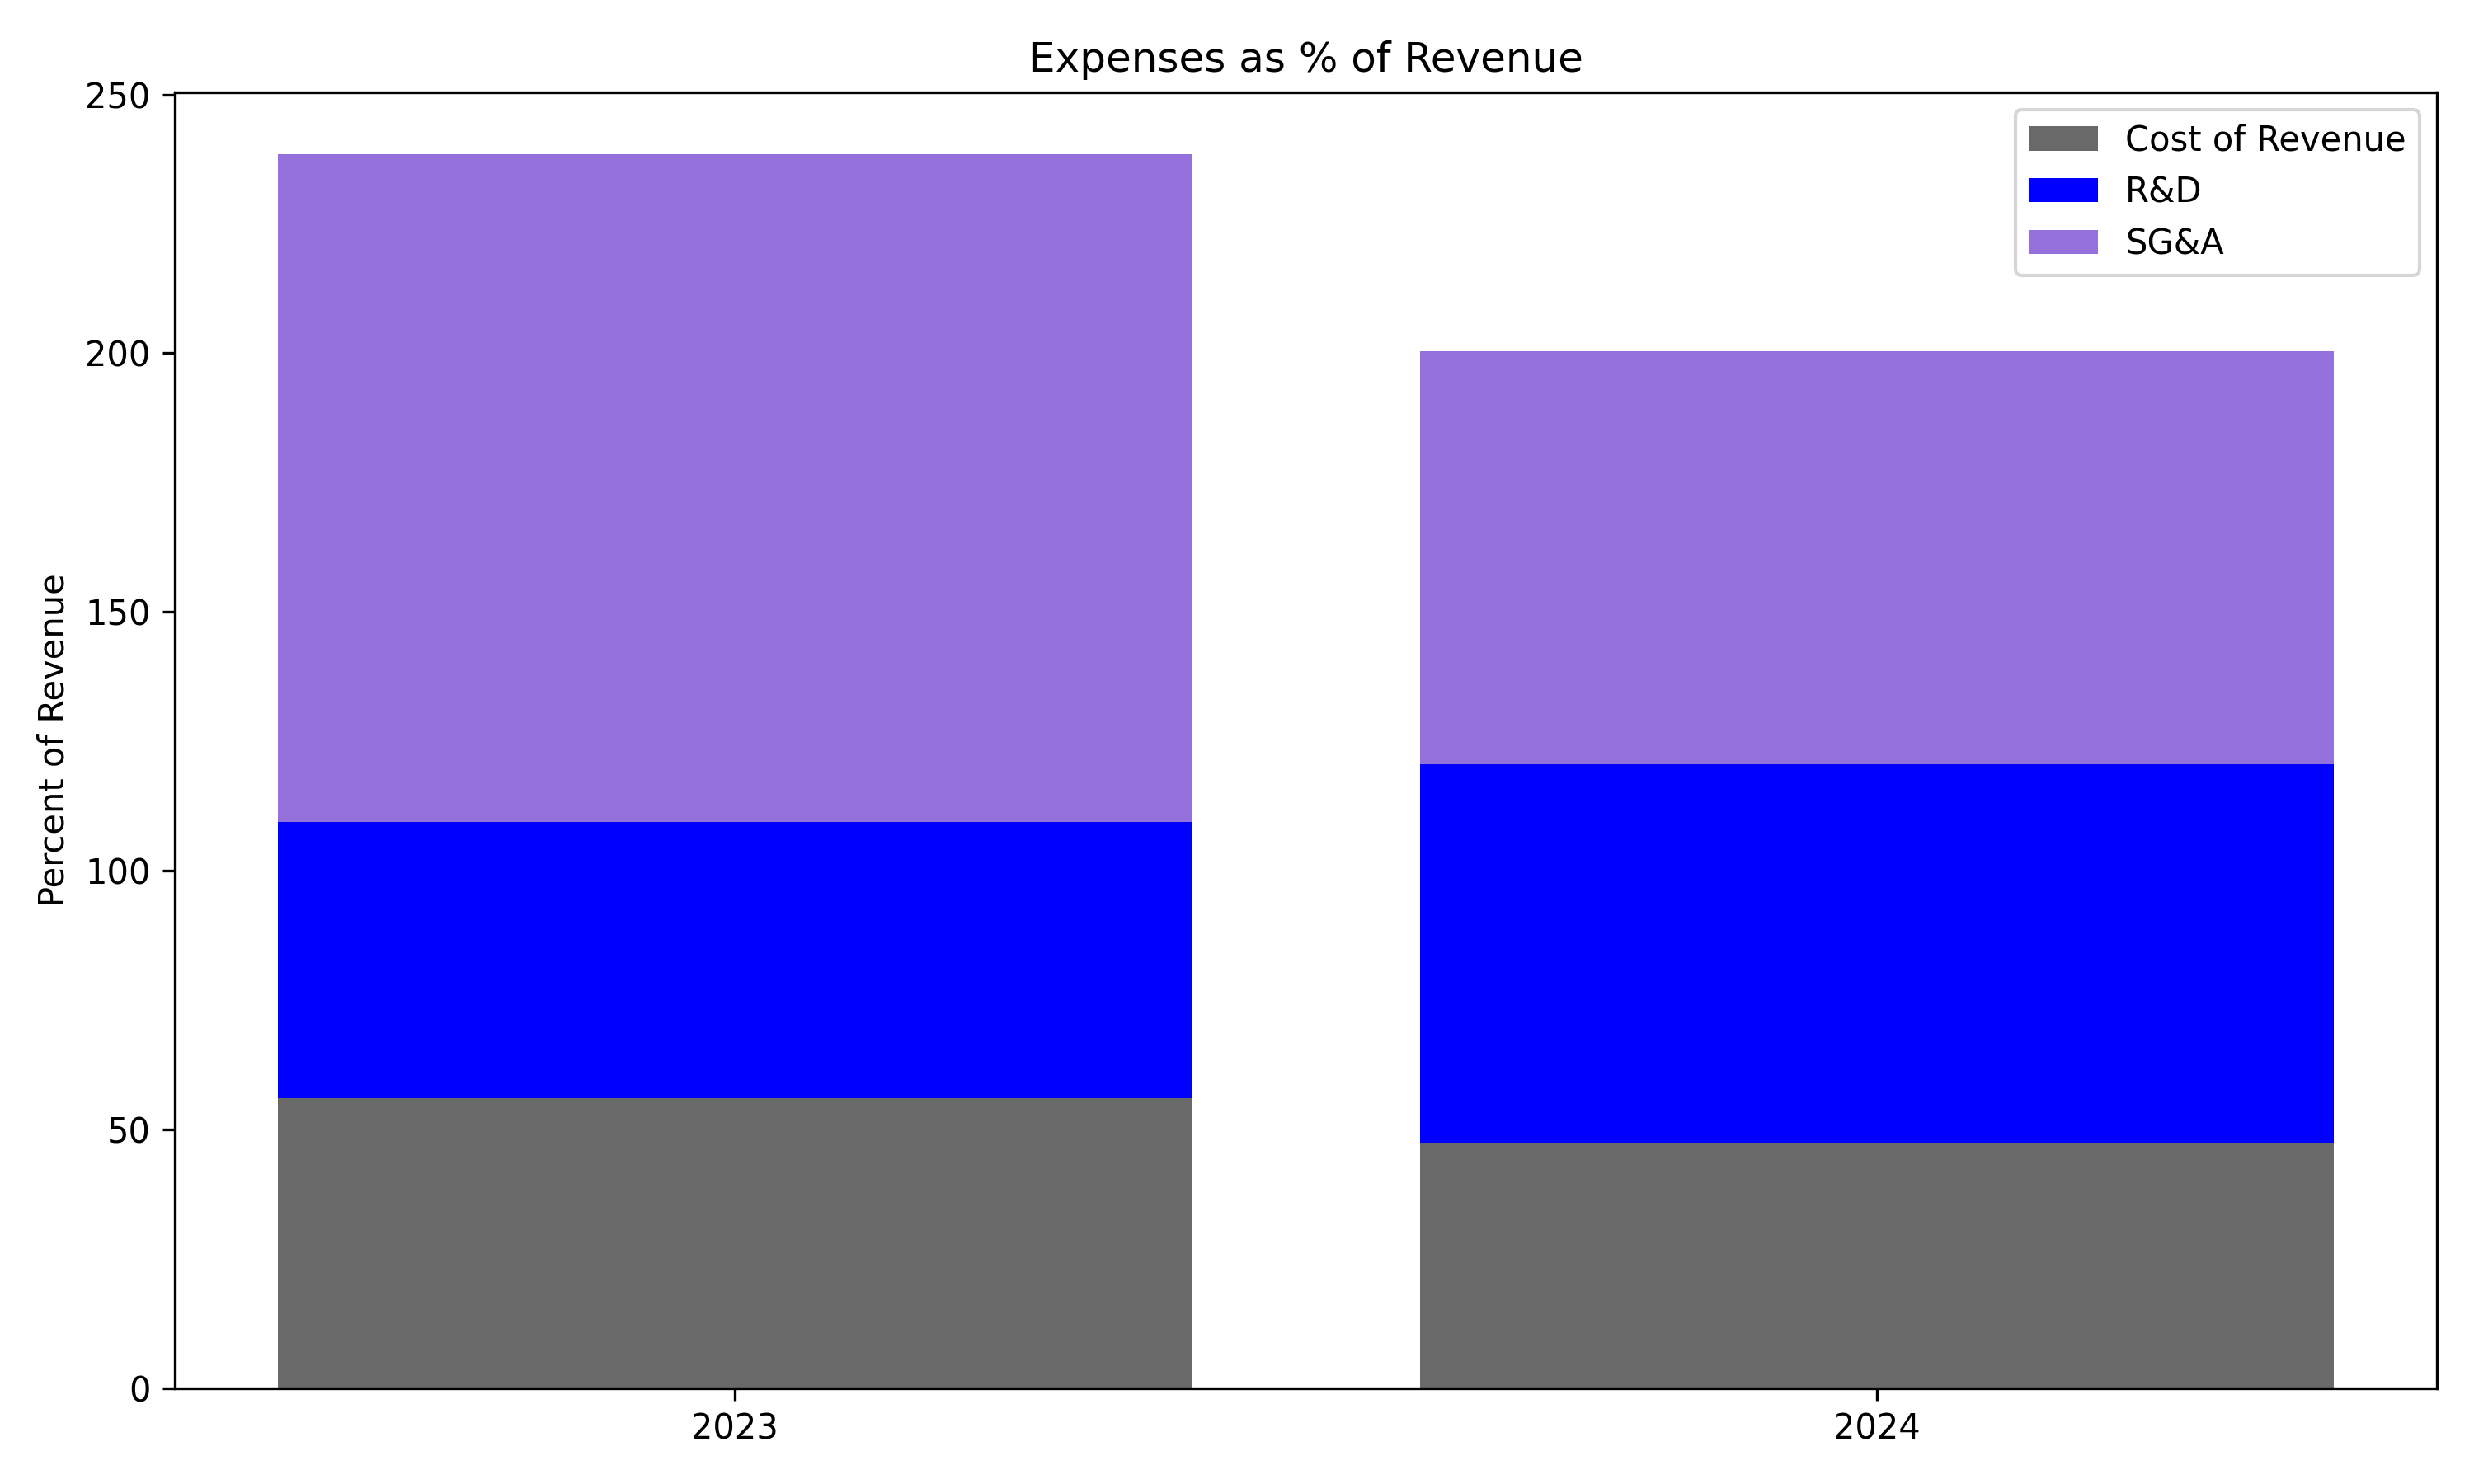 Expenses as % of Revenue
Percent of Revenue
250
200
150
100
50
0
2023
2024
Cost of Revenue
R&D
SG&A